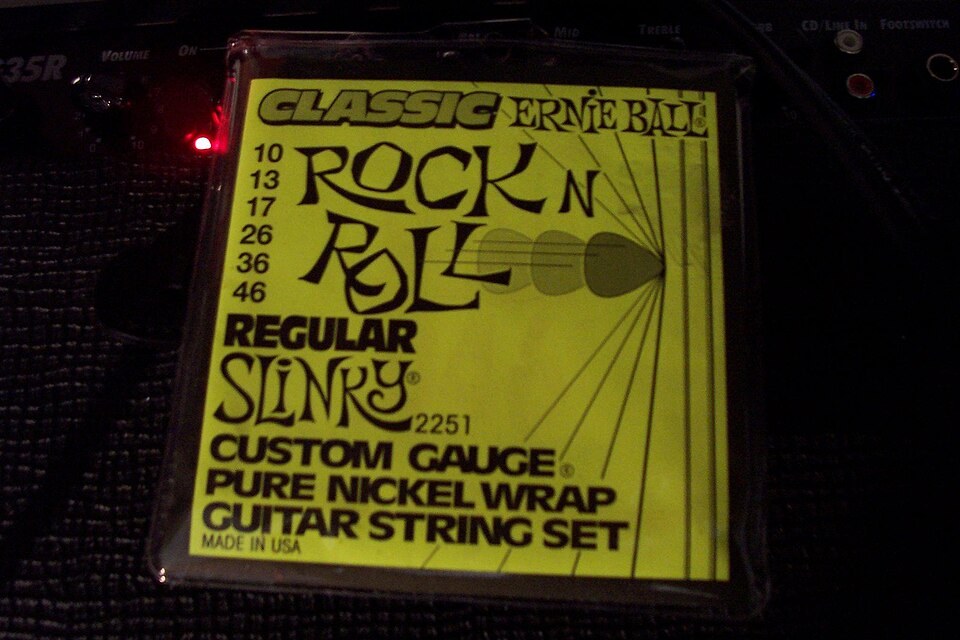 35R
VOLUME
ON
MID
TREBLE
CD/LINE IN
FOOTSWITCH
CLASSIC ERNIE BALL®
10
13
17
26
36
46
ROCK N
ROLL
REGULAR
SLINKY®
2251
CUSTOM GAUGE®
PURE NICKEL WRAP
GUITAR STRING SET
MADE IN USA